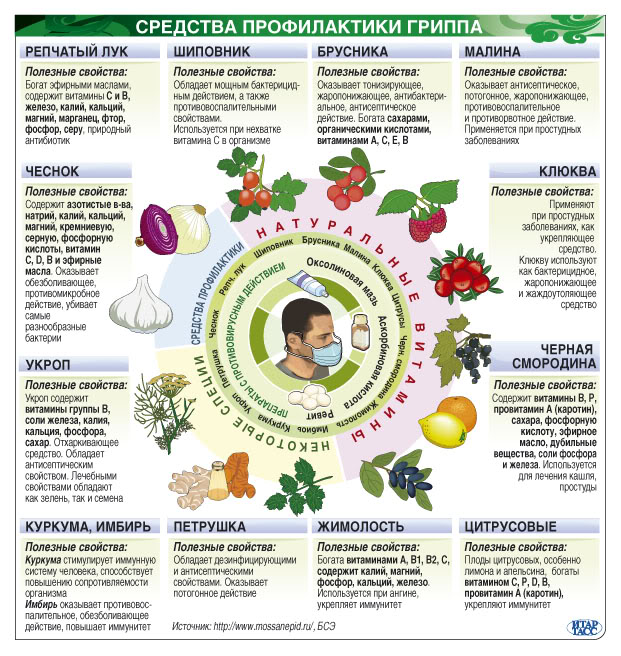 СРЕДСТВА ПРОФИЛАКТИКИ ГРИППА
РЕПЧАТЫЙ ЛУК
Полезные свойства:
Богат эфирными маслами,
содержит витамины С и В,
железо, калий, кальций,
магний, марганец, фтор,
фосфор, серу, природный
антибиотик
ШИПОВНИК
Полезные свойства:
Обладает мощным бактерицид-
ным действием, а также
противовоспалительными
свойствами.
Используется при нехватке
витамина С в организме
БРУСНИКА
Полезные свойства:
Оказывает тонизирующее,
жаропонижающее, антибактери-
альное, антисептическое
действие. Богата сахарами,
органическими кислотами,
витаминами А, С, Е, В
МАЛИНА
Полезные свойства:
Оказывает антисептическое,
потогонное, жаропонижающее,
противовоспалительное
и противорвотное действие.
Применяется при простудных
заболеваниях
ЧЕСНОК
Полезные свойства:
Содержит азотистые в-ва,
натрий, калий, кальций,
магний, кремниевую,
серную, фосфорную
кислоты, витамин
С, D, В и эфирные
масла. Оказывает
обезболивающее,
противомикробное
действие, убивает
самые
разнообразные
бактерии
КЛЮКВА
Полезные свойства:
Применяют
при простудных
заболеваниях, как
укрепляющее
средство.
Клюкву используют
как бактерицидное,
жаропонижающее
и жаждоутоляющее
средство
НАТУРАЛЬНЫЕ ВИТАМИНЫ
СРЕДСТВА ПРОФИЛАКТИКИ
НЕКОТОРЫЕ СПЕЦИИ
Чеснок
Репч. лук
Шиповник
Брусника
Малина
Клюква
Цитрусы
Черн. смородина
Жимолость
Имбирь
Куркума
Укроп
Петрушка
ПРЕПАРАТЫ С ПРОТИВОВИРУСНЫМ ДЕЙСТВИЕМ
Оксолиновая мазь
Аскорбиновая кислота
Ревит
УКРОП
Полезные свойства:
Укроп содержит
витамины группы В,
соли железа, калия,
кальция, фосфора,
сахар. Отхаркивающее
средство. Обладает
антисептическим
свойством. Лечебными
свойствами обладают
как зелень, так и семена
ЧЕРНАЯ
СМОРОДИНА
Полезные свойства:
Содержит витамины В, Р,
провитамин А (каротин),
сахара, фосфорную
кислоту, эфирное
масло, дубильные
вещества, соли фосфора
и железа. Используется
для лечения кашля,
простуды
КУРКУМА, ИМБИРЬ
Полезные свойства:
Куркума стимулирует иммунную
систему человека, способствует
повышению сопротивляемости
организма
Имбирь оказывает противовос-
палительное, обезболивающее
действие, повышает иммунитет
ПЕТРУШКА
Полезные свойства:
Обладает дезинфицирующими
и антисептическими
свойствами. Оказывает
потогонное действие
ЖИМОЛОСТЬ
Полезные свойства:
Богата витаминами А, В1, В2, С,
содержит калий, магний,
фосфор, кальций, железо.
Используется при ангине,
укрепляет иммунитет
ЦИТРУСОВЫЕ
Полезные свойства:
Плоды цитрусовых, особенно
лимона и апельсина, богаты
витамином С, Р, D, В,
провитамин А (каротин),
укрепляют иммунитет
Источник: http://www.mossanepid.ru/, БСЭ
ИТАР
ТАСС